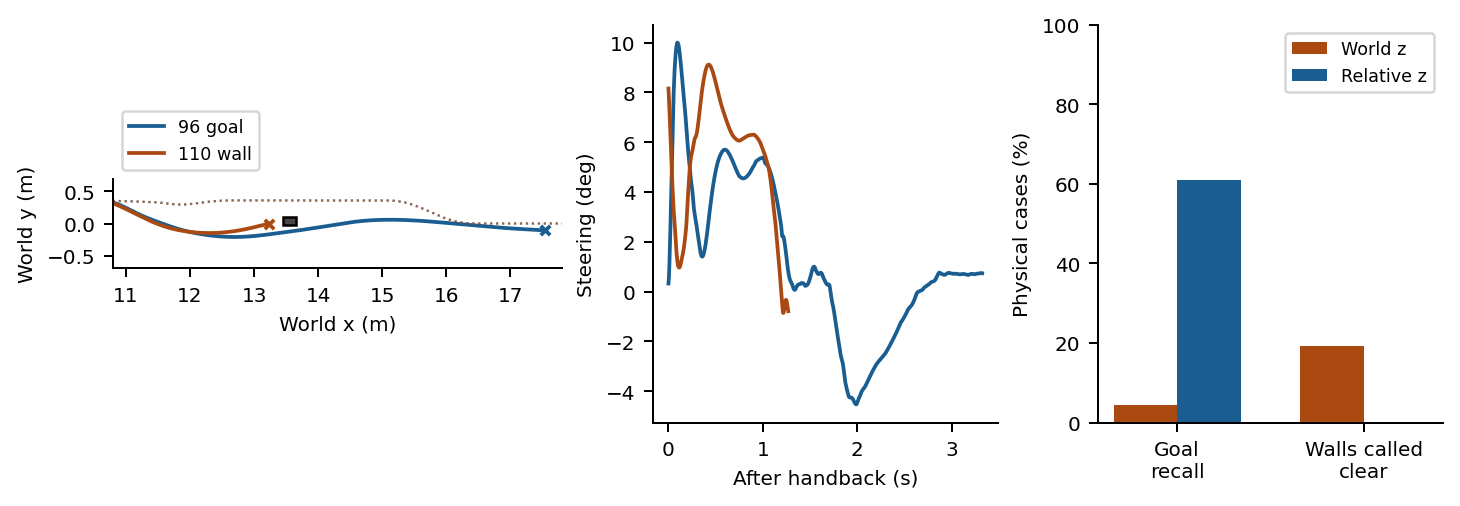 96 goal
110 wall
World y (m)
0.5
0.0
−0.5
11 12 13 14 15 16 17
World x (m)
Steering (deg)
10
8
6
4
2
0
−2
−4
0 1 2 3
After handback (s)
Physical cases (%)
100
80
60
40
20
0
World z
Relative z
Goal
recall
Walls called
clear